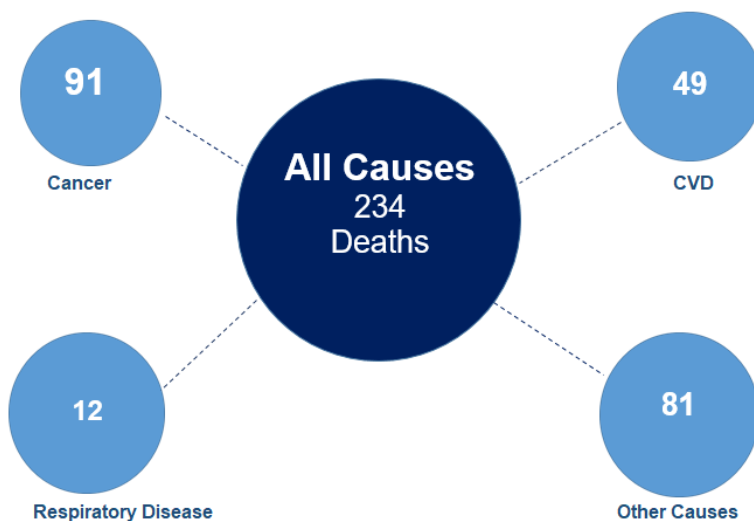 91
Cancer
49
CVD
All Causes
234
Deaths
12
Respiratory Disease
81
Other Causes